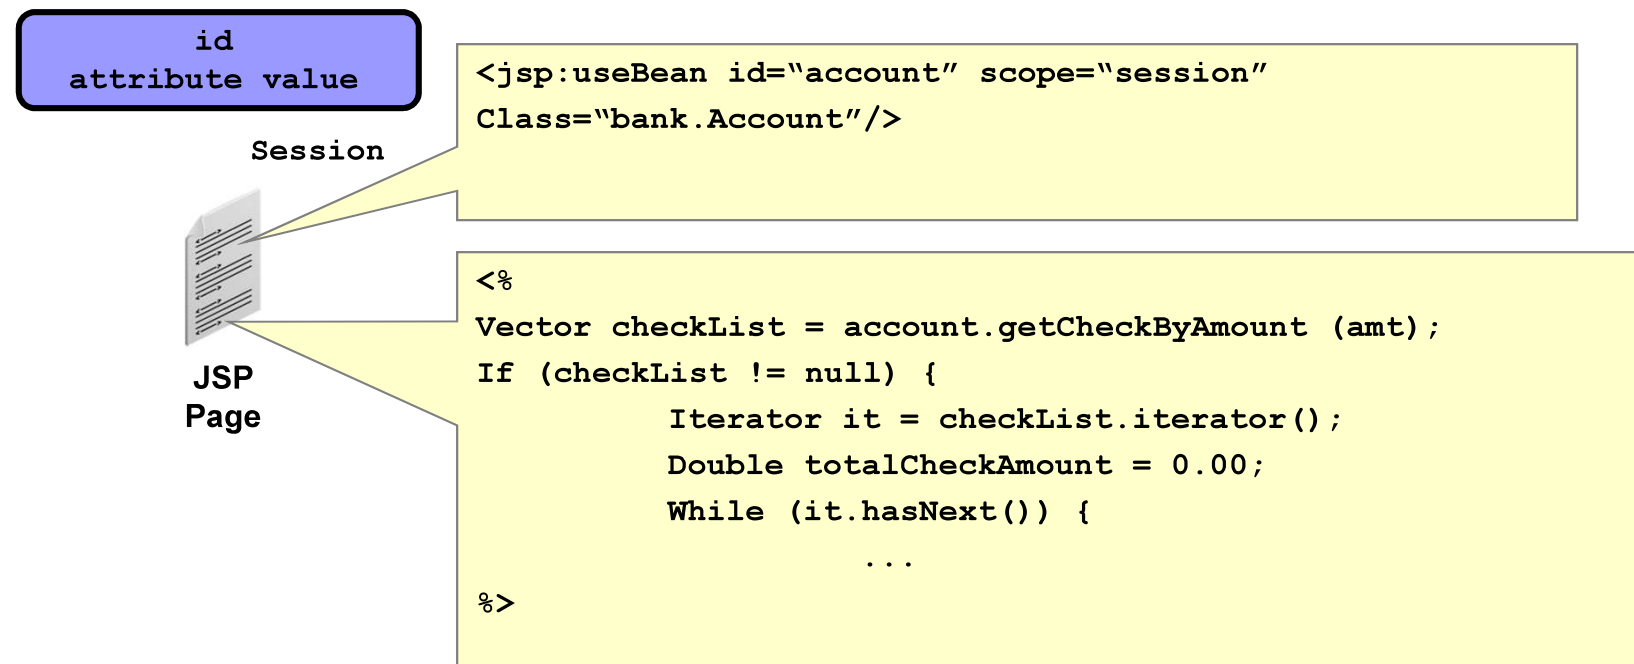 id
attribute value
<jsp:useBean id=“account” scope=“session”
Class=“bank.Account”/>
Session
<%
Vector checkList = account.getCheckByAmount (amt);
If (checkList != null) {
Iterator it = checkList.iterator();
Double totalCheckAmount = 0.00;
While (it.hasNext()) {
...
%>
JSP
Page